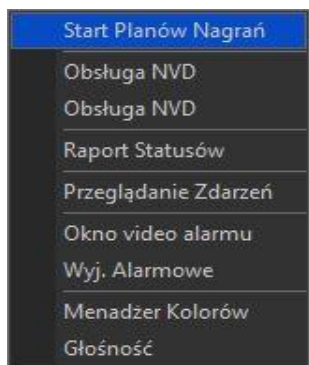 Start Planów Nagrań
Obsługa NVD
Obsługa NVD
Raport Statusów
Przeglądanie Zdarzeń
Okno video alarmu
Wyj. Alarmowe
Menadżer Kolorów
Głośność